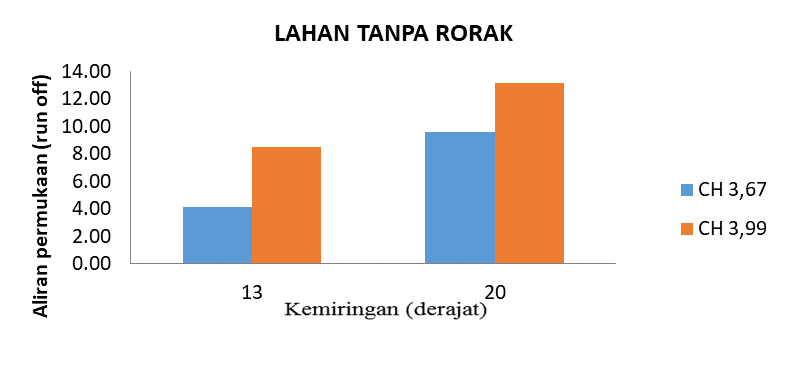 LAHAN TANPA RORAK
Aliran permukaan (run off)
14.00
12.00
10.00
8.00
6.00
4.00
2.00
0.00
13
20
Kemiringan (derajat)
CH 3,67
CH 3,99